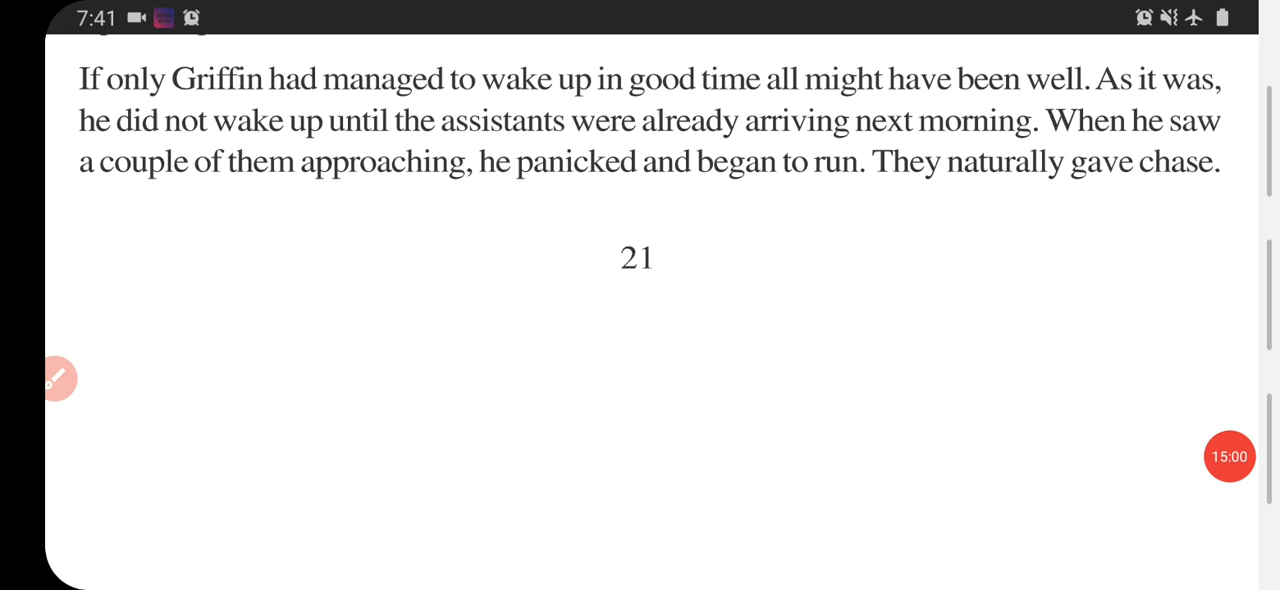 7:41
If only Griffin had managed to wake up in good time all might have been well. As it was,
he did not wake up until the assistants were already arriving next morning. When he saw
a couple of them approaching, he panicked and began to run. They naturally gave chase.
21
15:00